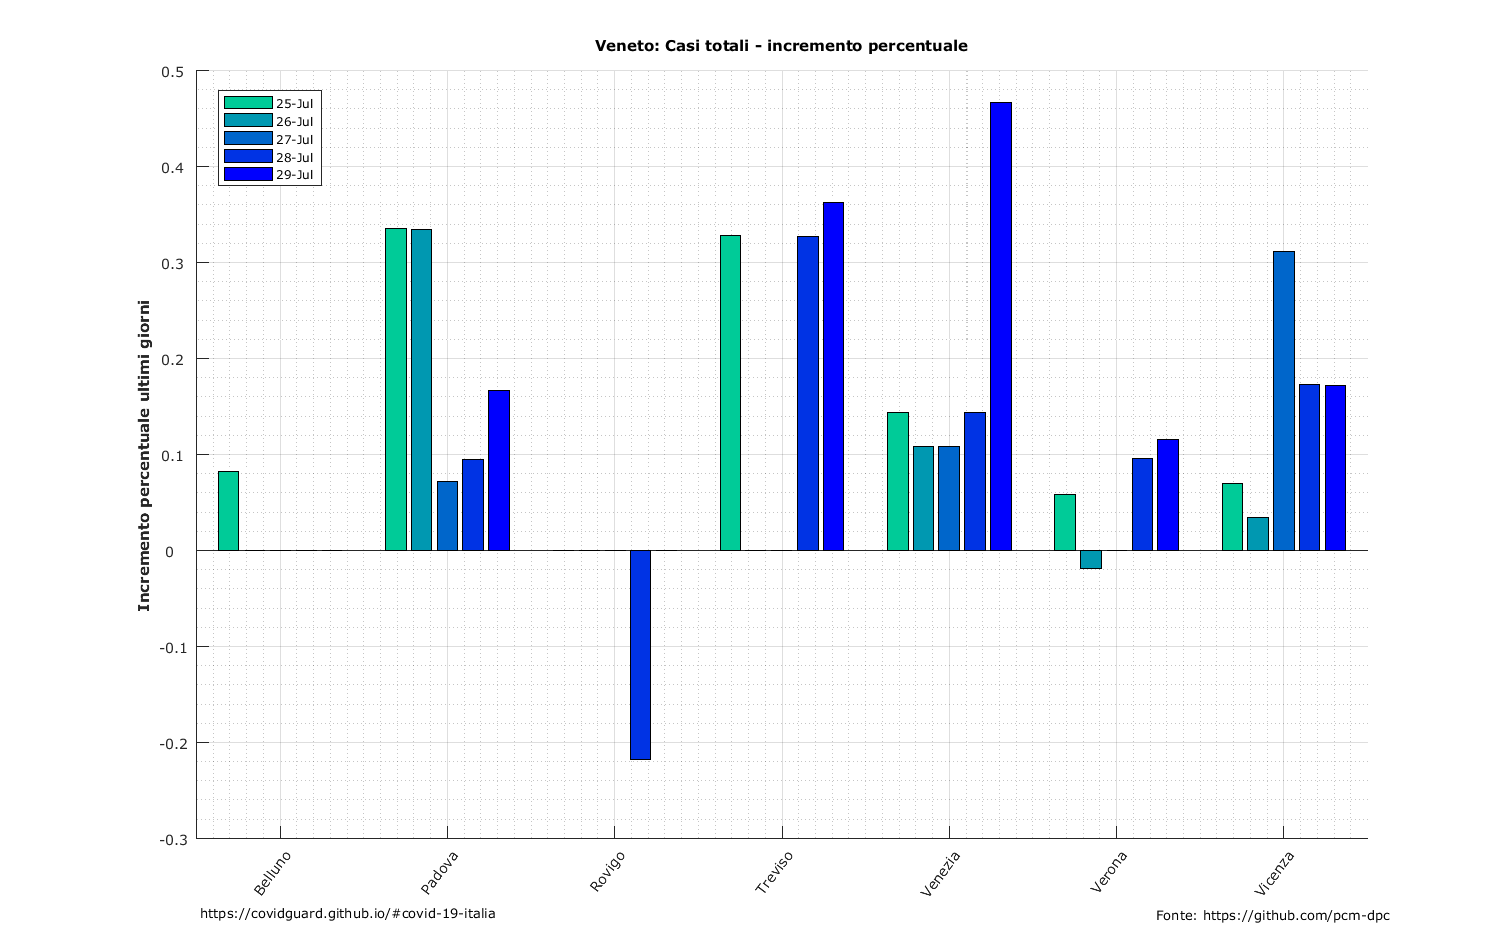 Veneto: Casi totali - incremento percentuale
0.5
0.4
0.3
0.2
0.1
0
-0.1
-0.2
-0.3
Incremento percentuale ultimi giorni
25-Jul
26-Jul
27-Jul
28-Jul
29-Jul
Belluno
Padova
Rovigo
Treviso
Venezia
Verona
Vicenza
https://covidguard.github.io/#covid-19-italia
Fonte: https://github.com/pcm-dpc